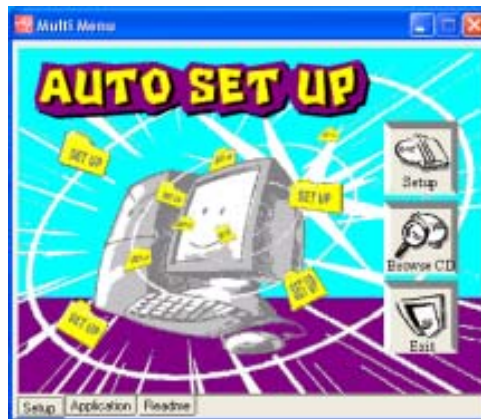 Multi Menu
AUTO SET UP
SET UP
SET UP
SET UP
SET UP
Setup
Browse CD
Exit
Setup
Application
Readme